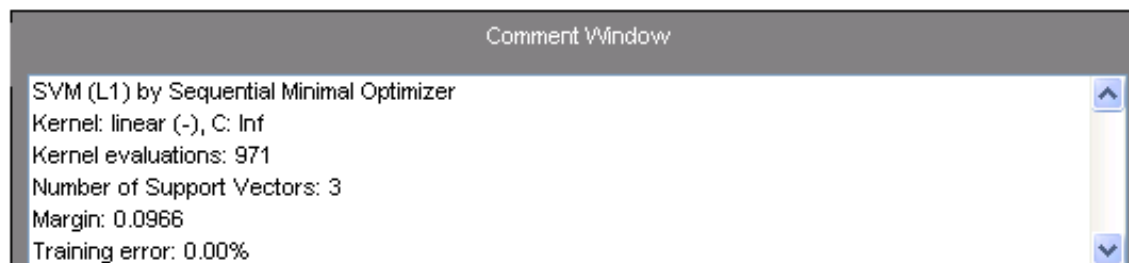 Comment Window
SVM (L1) by Sequential Minimal Optimizer
Kernel: linear (-), C: Inf
Kernel evaluations: 971
Number of Support Vectors: 3
Margin: 0.0966
Training error: 0.00%